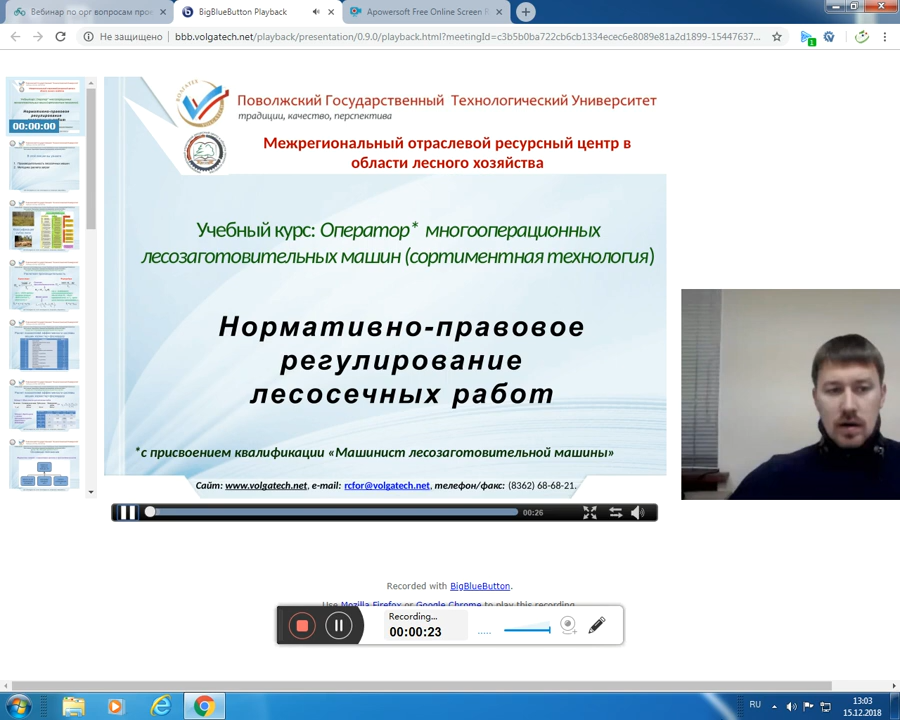 Вебинар по орг вопросам прое
BigBlueButton Playback
Apowersoft Free Online Screen R
Не защищено
bbb.volgatech.net/playback/presentation/0.9.0/playback.html?meetingId=c3b5b0ba722cb6cb1334ecec6e8089e81a2d1899-15447637...
00:00:00
Поволжский Государственный Технологический Университет
традиции, качество, перспектива
Межрегиональный отраслевой ресурсный центр в
области лесного хозяйства
Учебный курс: Оператор* многооперационных
лесозаготовительных машин (сортиментная технология)
Нормативно-правовое
регулирование
лесосечных работ
*с присвоением квалификации «Машинист лесозаготовительной машины»
Сайт: www.volgatech.net, e-mail: rcfor@volgatech.net, телефон/факс: (8362) 68-68-21.
00:26
Recorded with BigBlueButton.
Use Mozilla Firefox or Google Chrome to play this recording.
Recording...
00:00:23
RU
13:03
15.12.2018